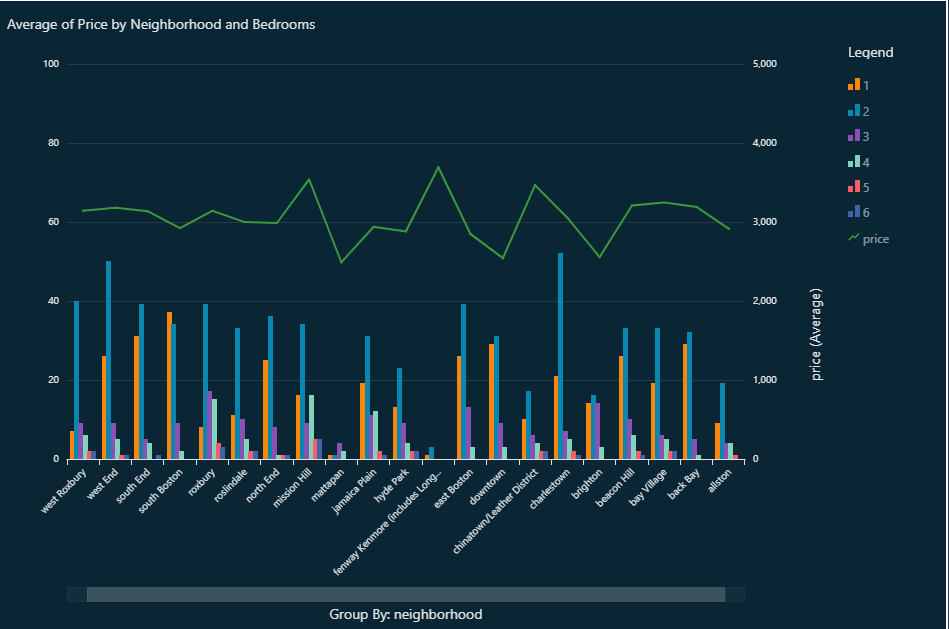 Average of Price by Neighborhood and Bedrooms
Legend
1
2
3
4
5
6
price
100
80
60
40
20
0
5,000
4,000
3,000
2,000
1,000
0
price (Average)
west Roxbury
west End
south End
south Boston
roxbury
roslindale
north End
mission Hill
mattapan
jamaica Plain
hyde Park
fenway Kenmore (includes Long...
east Boston
downtown
chinatown/Leather District
charlestown
brighton
beacon Hill
bay Village
back Bay
allston
Group By: neighborhood